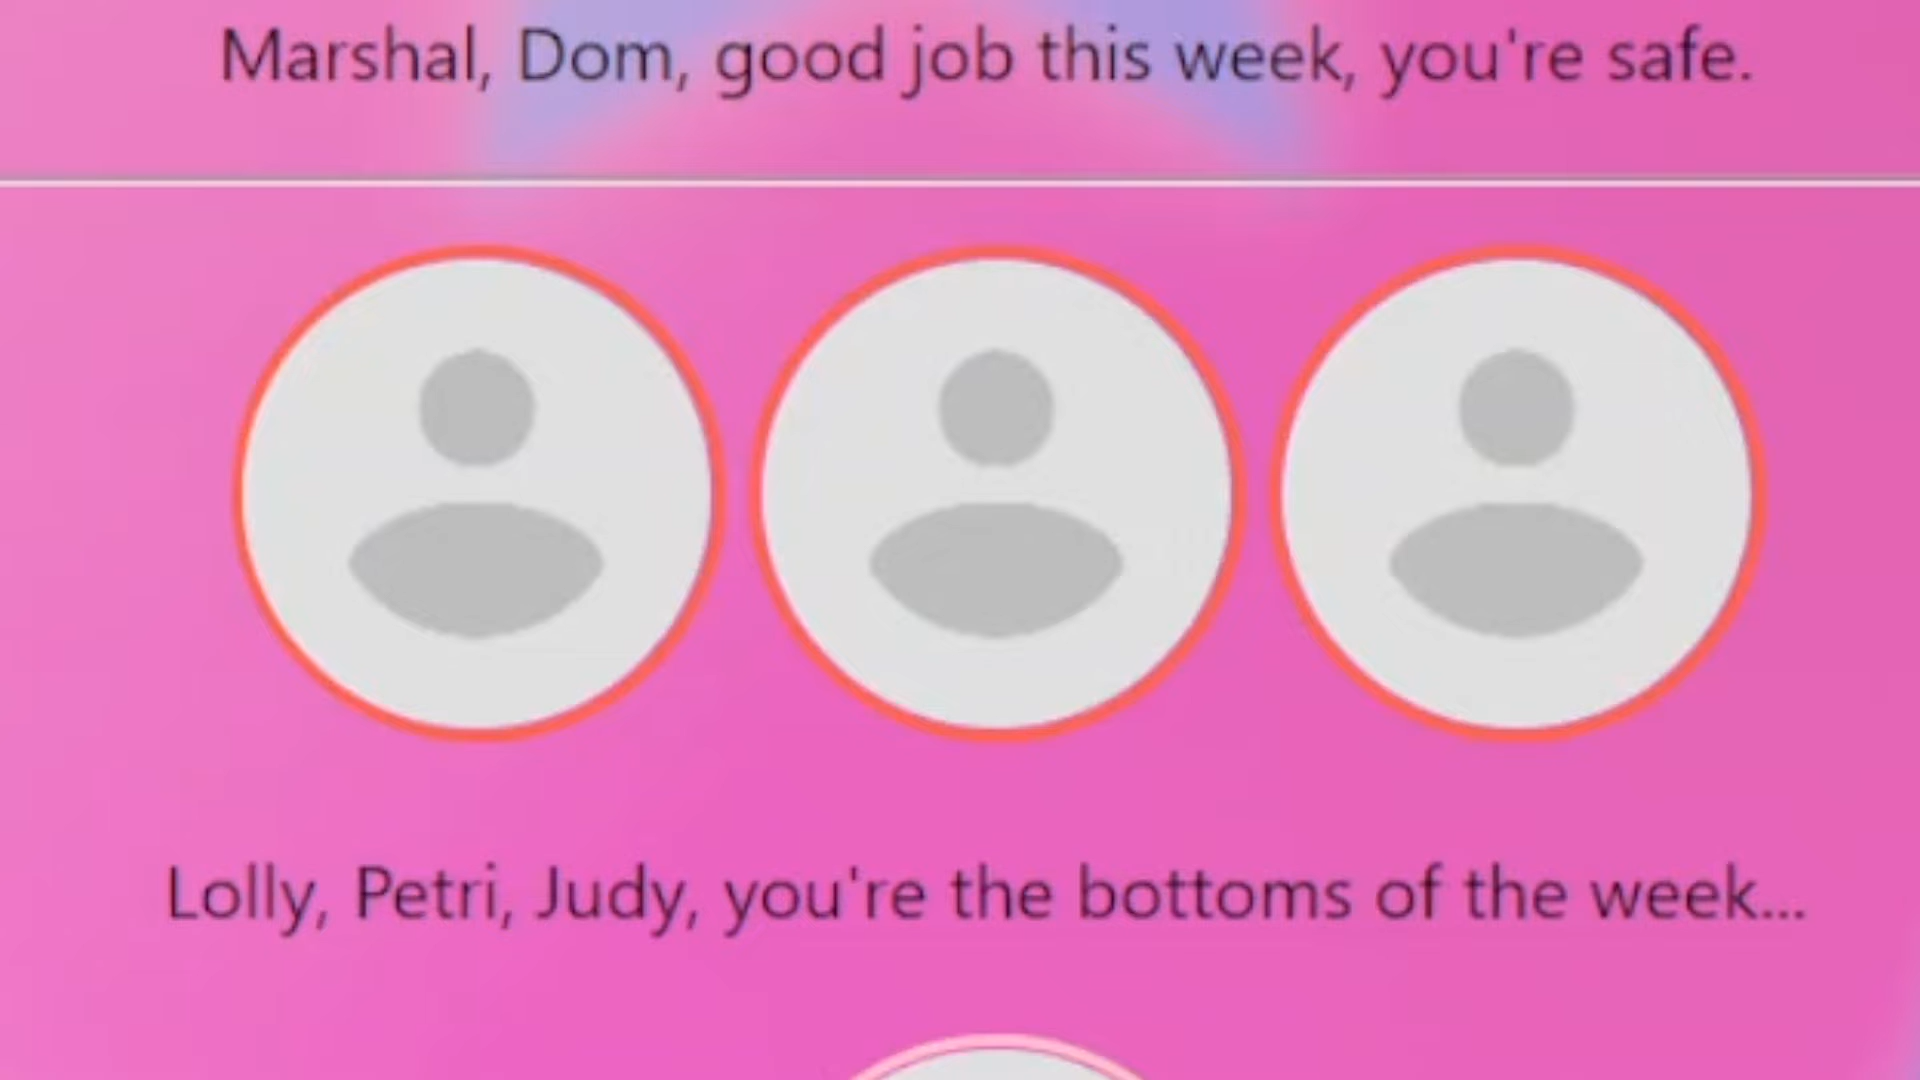 Marshal, Dom, good job this week, you're safe.
Lolly, Petri, Judy, you're the bottoms of the week...